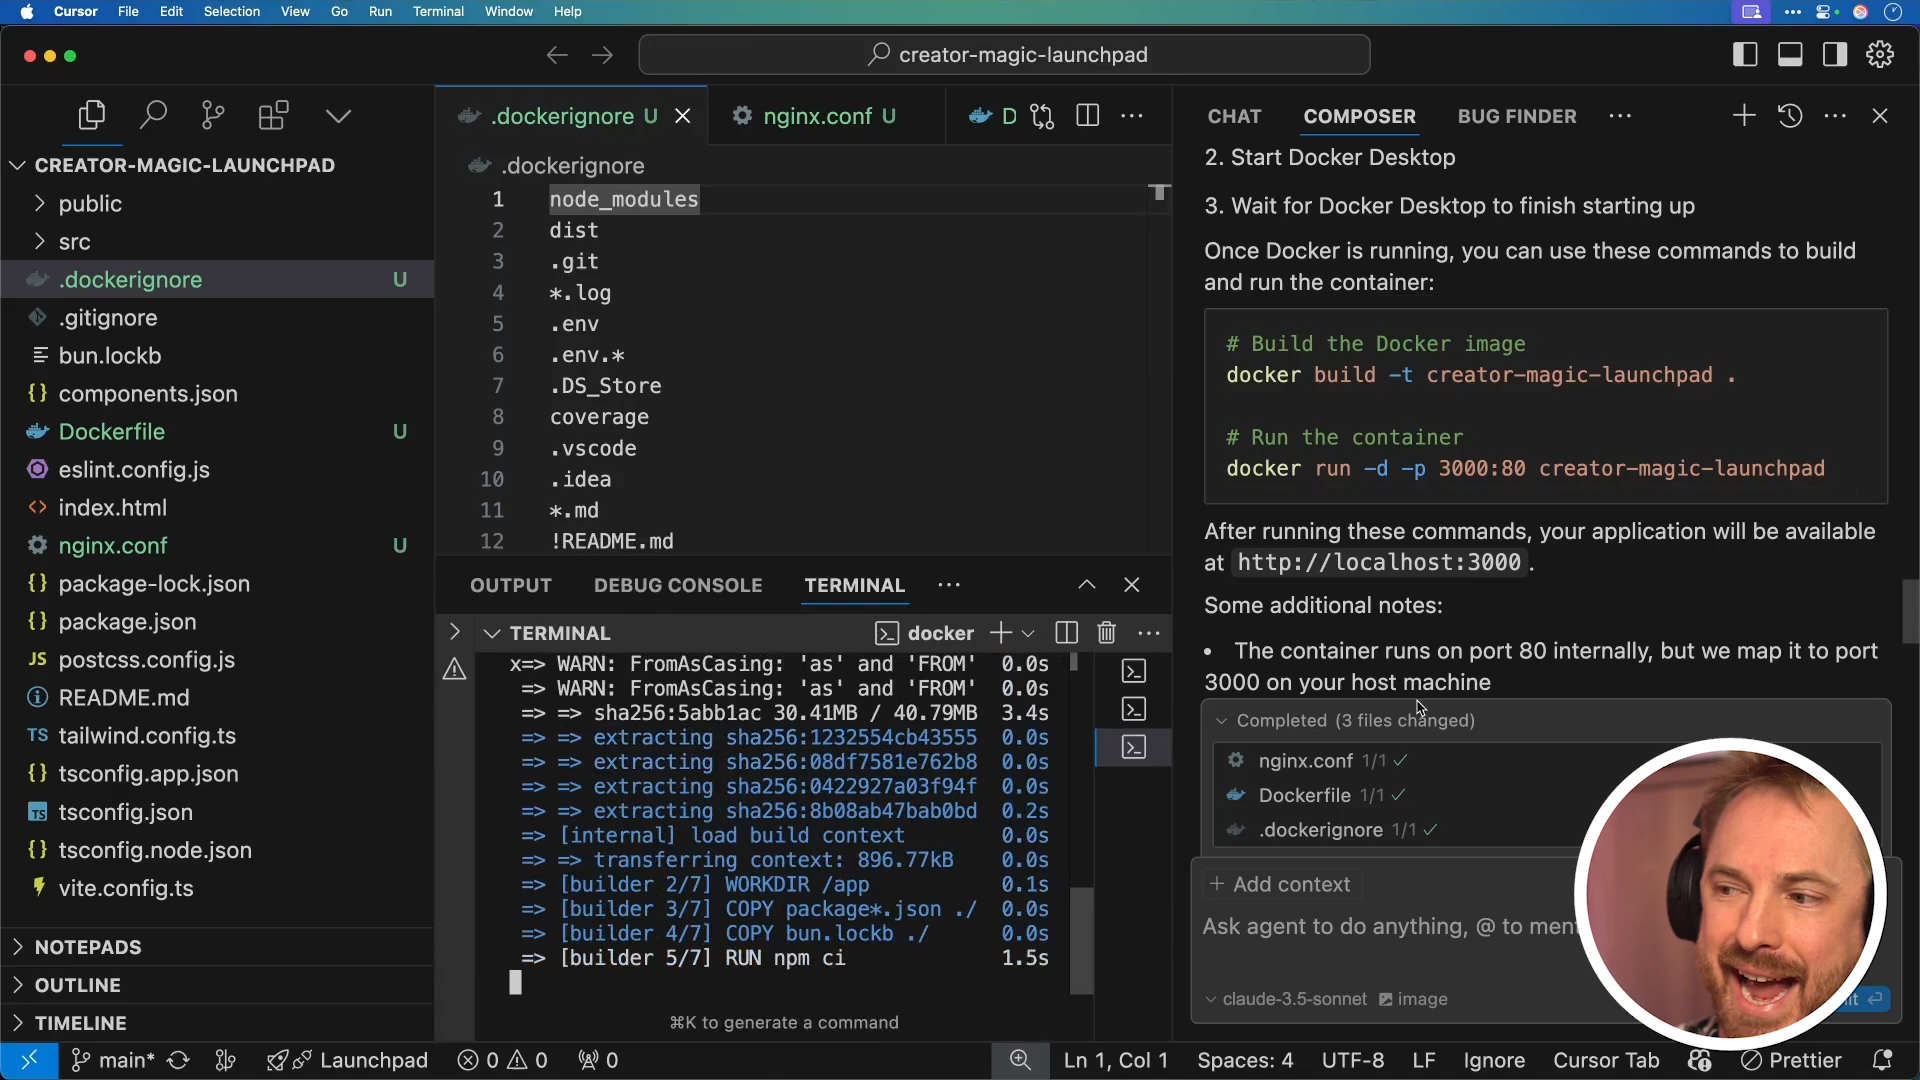 Cursor File Edit Selection View Go Run Terminal Window Help
creator-magic-launchpad
.dockerignore U
nginx.conf U
D
CHAT COMPOSER BUG FINDER
CREATOR-MAGIC-LAUNCHPAD
public
src
.dockerignore U
.gitignore
bun.lockb
components.json
Dockerfile U
eslint.config.js
index.html
nginx.conf U
package-lock.json
package.json
postcss.config.js
README.md
tailwind.config.ts
tsconfig.app.json
tsconfig.json
tsconfig.node.json
vite.config.ts
NOTEPADS
OUTLINE
TIMELINE
.dockerignore
1 node_modules
2 dist
3 .git
4 *.log
5 .env
6 .env.*
7 .DS_Store
8 coverage
9 .vscode
10 .idea
11 *.md
12 !README.md
OUTPUT DEBUG CONSOLE TERMINAL
TERMINAL docker
x=> WARN: FromAsCasing: 'as' and 'FROM' 0.0s
=> WARN: FromAsCasing: 'as' and 'FROM' 0.0s
=> => sha256:5abb1ac 30.41MB / 40.79MB 3.4s
=> => extracting sha256:1232554cb43555 0.0s
=> => extracting sha256:08df7581e762b8 0.0s
=> => extracting sha256:0422927a03f94f 0.0s
=> => extracting sha256:8b08ab47bab0bd 0.2s
=> [internal] load build context 0.0s
=> => transferring context: 896.77kB 0.0s
=> [builder 2/7] WORKDIR /app 0.1s
=> [builder 3/7] COPY package*.json ./ 0.0s
=> [builder 4/7] COPY bun.lockb ./ 0.0s
=> [builder 5/7] RUN npm ci 1.5s
⌘K to generate a command
2. Start Docker Desktop
3. Wait for Docker Desktop to finish starting up
Once Docker is running, you can use these commands to build
and run the container:
# Build the Docker image
docker build -t creator-magic-launchpad .
# Run the container
docker run -d -p 3000:80 creator-magic-launchpad
After running these commands, your application will be available
at http://localhost:3000.
Some additional notes:
• The container runs on port 80 internally, but we map it to port
3000 on your host machine
Completed (3 files changed)
nginx.conf 1/1 ✓
Dockerfile 1/1 ✓
.dockerignore 1/1 ✓
+ Add context
Ask agent to do anything, @ to ment
claude-3.5-sonnet image
main* Launchpad 0 0 0
Ln 1, Col 1 Spaces: 4 UTF-8 LF Ignore Cursor Tab Prettier